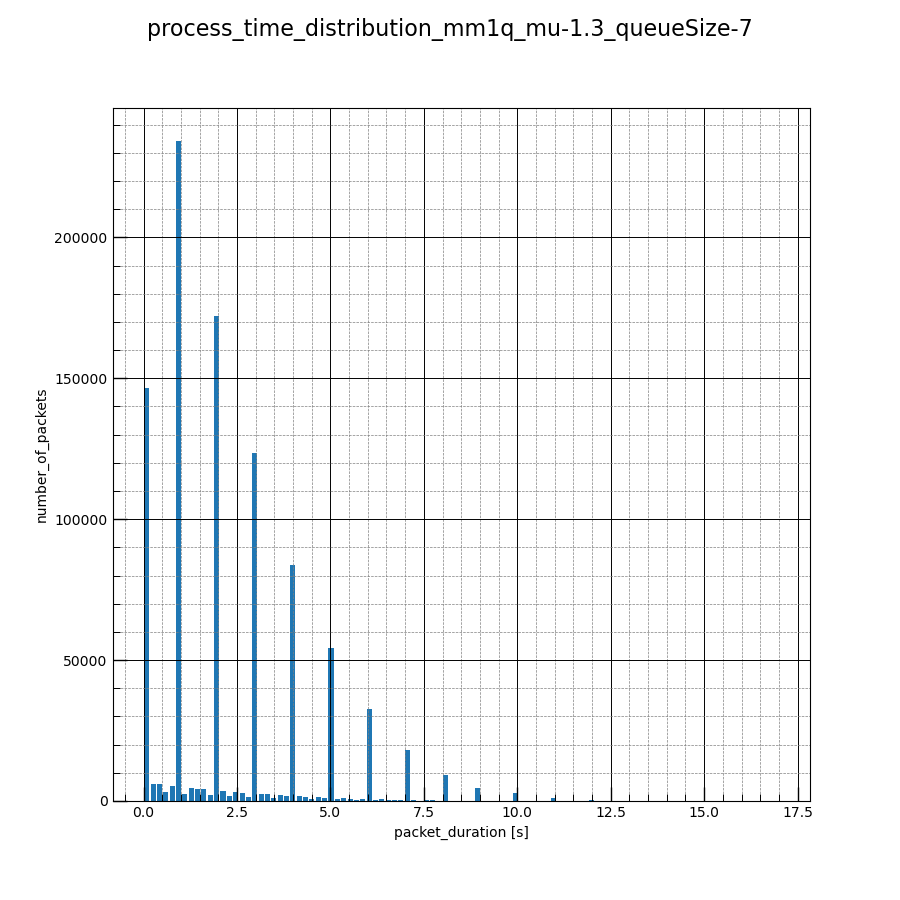 process_time_distribution_mm1q_mu-1.3_queueSize-7
200000
150000
100000
50000
0
number_of_packets
0.0 2.5 5.0 7.5 10.0 12.5 15.0 17.5
packet_duration [s]